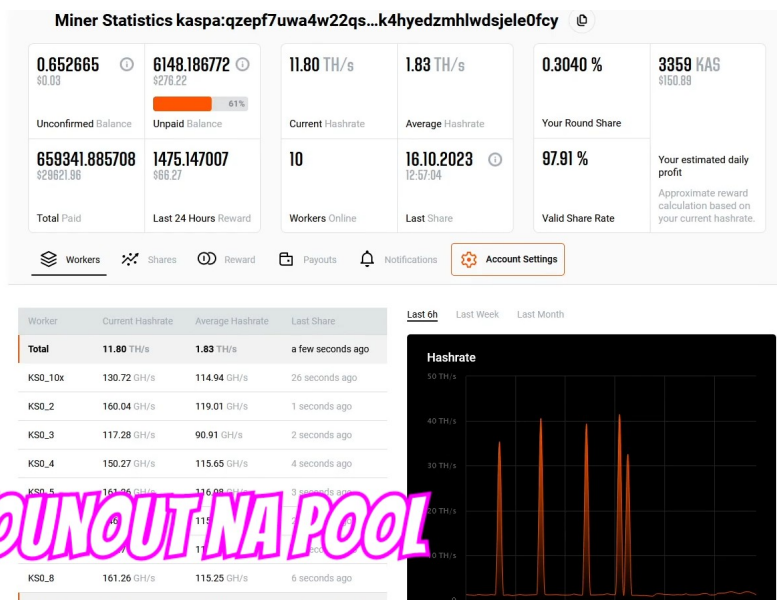 Miner Statistics kaspa:qzepf7uwa4w22qs...k4hyedzmhlwdsjele0fcy
0.652665
$0.03
Unconfirmed Balance
6148.186772
$276.22
61%
Unpaid Balance
11.80 TH/s
Current Hashrate
1.83 TH/s
Average Hashrate
0.3040 %
Your Round Share
3359 KAS
$150.89
659341.885708
$29621.96
Total Paid
1475.147007
$66.27
Last 24 Hours Reward
10
Workers Online
16.10.2023
12:57:04
Last Share
97.91 %
Valid Share Rate
Your estimated daily profit
Approximate reward calculation based on your current hashrate.
Workers Shares Reward Payouts Notifications Account Settings
Last 6h Last Week Last Month
Worker Current Hashrate Average Hashrate Last Share
Total 11.80 TH/s 1.83 TH/s a few seconds ago
KS0_10x 130.72 GH/s 114.94 GH/s 26 seconds ago
KS0_2 160.04 GH/s 119.01 GH/s 1 seconds ago
KS0_3 117.28 GH/s 90.91 GH/s 2 seconds ago
KS0_4 150.27 GH/s 115.65 GH/s 4 seconds ago
KS0_5
OUNOUT NA POOL
KS0_8 161.26 GH/s 115.25 GH/s 6 seconds ago
Hashrate
50 TH/s
40 TH/s
30 TH/s
20 TH/s
0